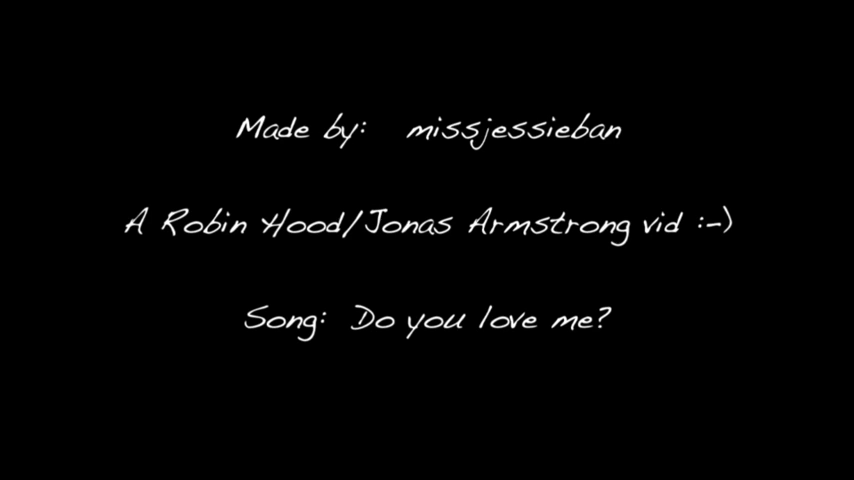 Made by: missjessieban
A Robin Hood/Jonas Armstrong vid :-)
Song: Do you love me?